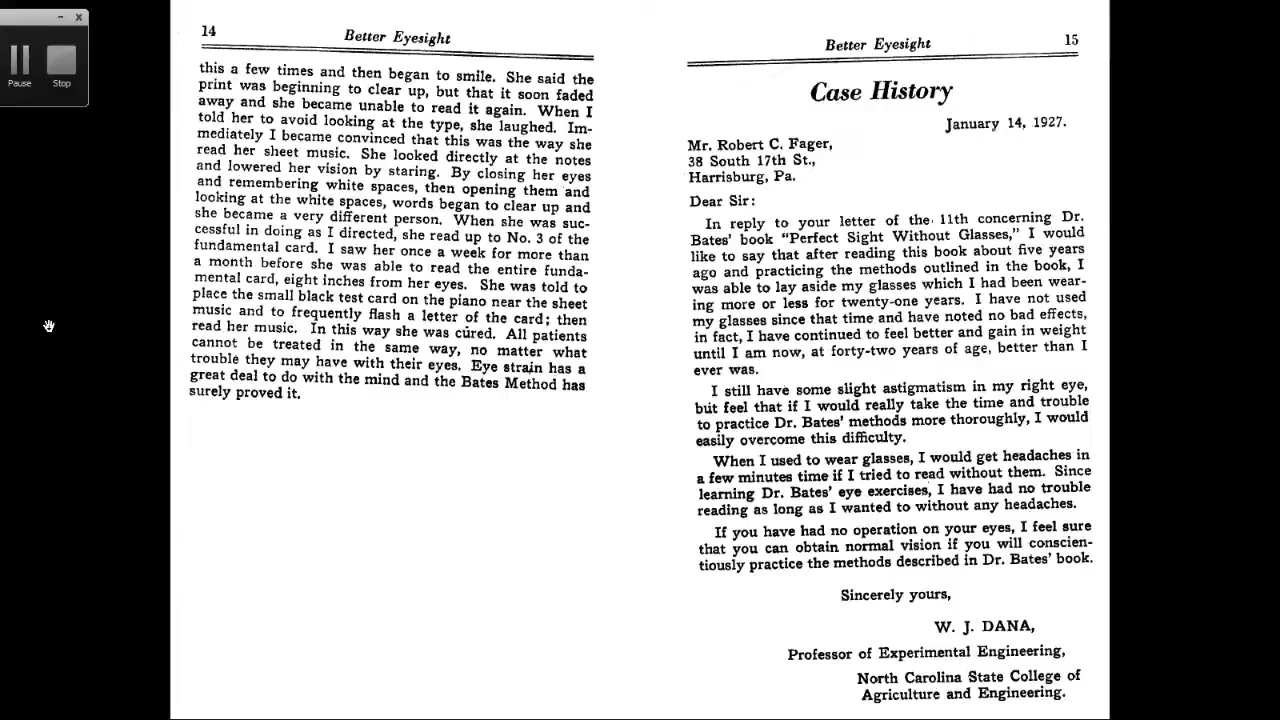 Pause
Stop
14
Better Eyesight
this a few times and then began to smile. She said the
print was beginning to clear up, but that it soon faded
away and she became unable to read it again. When I
told her to avoid looking at the type, she laughed. Im-
mediately I became convinced that this was the way she
read her sheet music. She looked directly at the notes
and lowered her vision by staring. By closing her eyes
and remembering white spaces, then opening them and
looking at the white spaces, words began to clear up and
she became a very different person. When she was suc-
cessful in doing as I directed, she read up to No. 3 of the
fundamental card. I saw her once a week for more than
a month before she was able to read the entire funda-
mental card, eight inches from her eyes. She was told to
place the small black test card on the piano near the sheet
music and to frequently flash a letter of the card; then
read her music. In this way she was cured. All patients
cannot be treated in the same way, no matter what
trouble they may have with their eyes. Eye strain has a
great deal to do with the mind and the Bates Method has
surely proved it.
Better Eyesight
15
Case History
January 14, 1927.
Mr. Robert C. Fager,
38 South 17th St.,
Harrisburg, Pa.
Dear Sir:
In reply to your letter of the 11th concerning Dr.
Bates' book "Perfect Sight Without Glasses," I would
like to say that after reading this book about five years
ago and practicing the methods outlined in the book, I
was able to lay aside my glasses which I had been wear-
ing more or less for twenty-one years. I have not used
my glasses since that time and have noted no bad effects,
in fact, I have continued to feel better and gain in weight
until I am now, at forty-two years of age, better than I
ever was.
I still have some slight astigmatism in my right eye,
but feel that if I would really take the time and trouble
to practice Dr. Bates' methods more thoroughly, I would
easily overcome this difficulty.
When I used to wear glasses, I would get headaches in
a few minutes time if I tried to read without them. Since
learning Dr. Bates' eye exercises, I have had no trouble
reading as long as I wanted to without any headaches.
If you have had no operation on your eyes, I feel sure
that you can obtain normal vision if you will conscien-
tiously practice the methods described in Dr. Bates' book.
Sincerely yours,
W. J. DANA,
Professor of Experimental Engineering,
North Carolina State College of
Agriculture and Engineering.